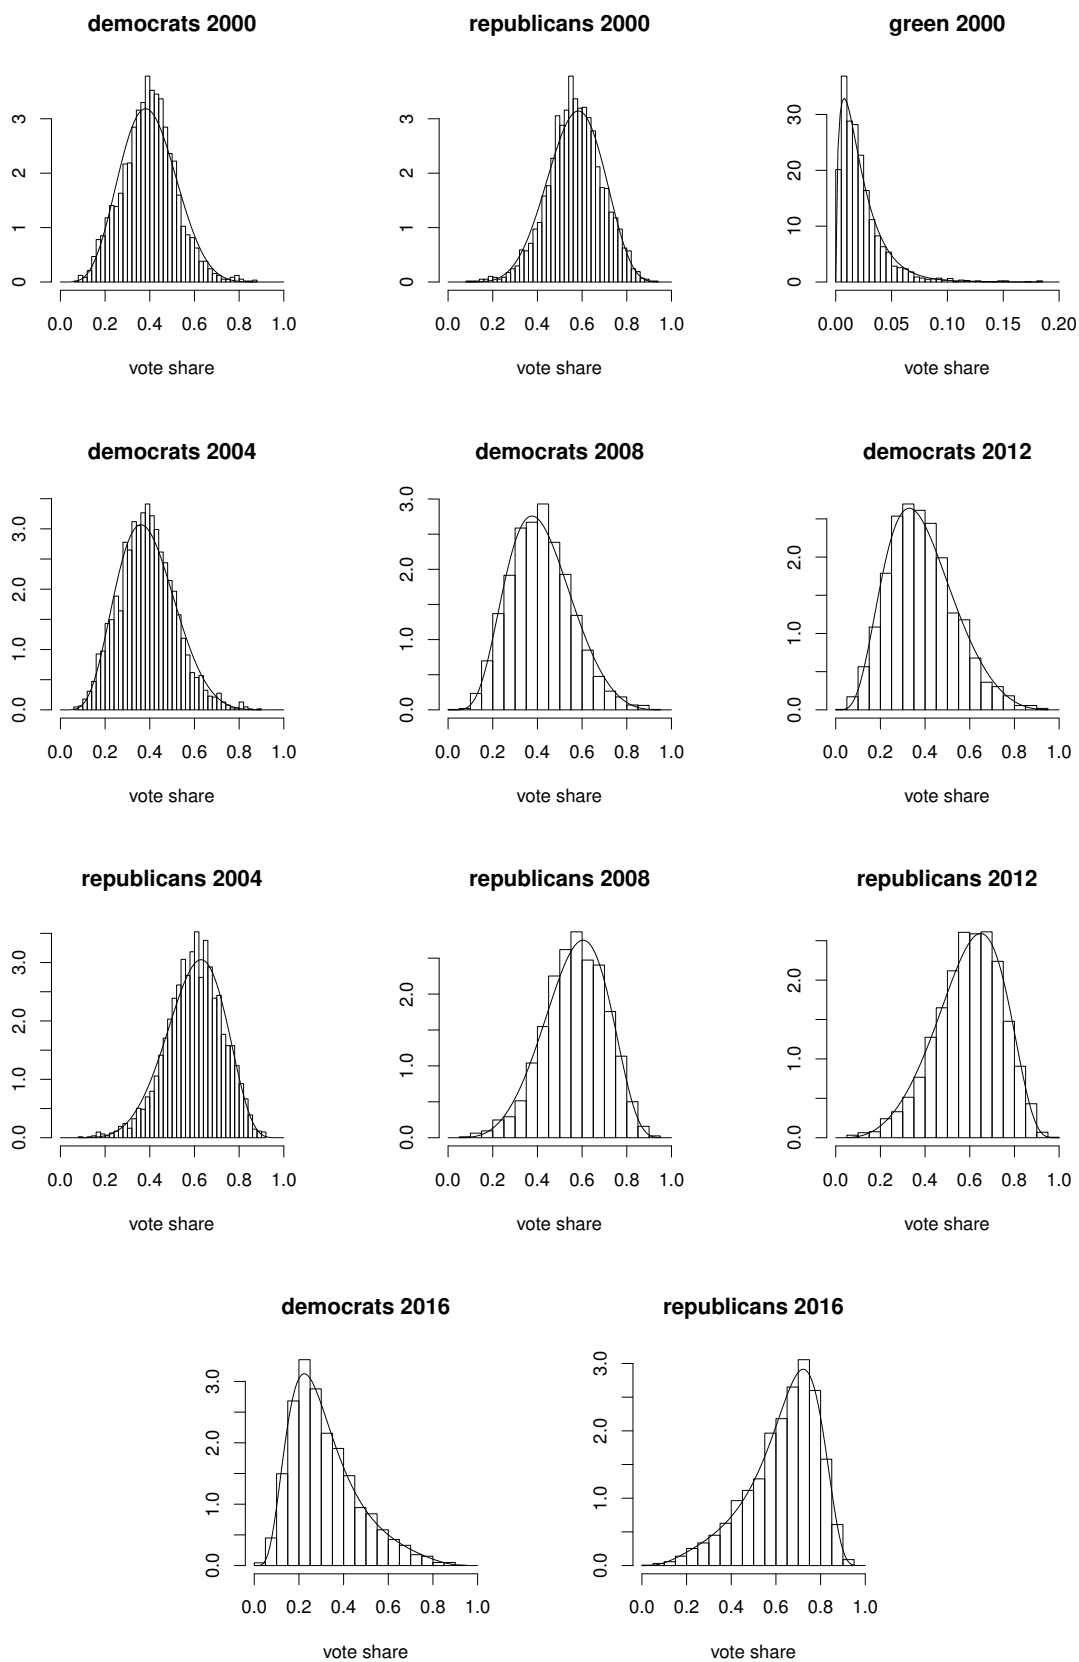 democrats 2000 republicans 2000 green 2000
0 1 2 3 0 1 2 3 0 10 20 30
0.0 0.2 0.4 0.6 0.8 1.0 0.0 0.2 0.4 0.6 0.8 1.0 0.00 0.05 0.10 0.15 0.20
vote share vote share vote share
democrats 2004 democrats 2008 democrats 2012
0.0 1.0 2.0 3.0 0.0 1.0 2.0 3.0 0.0 1.0 2.0
0.0 0.2 0.4 0.6 0.8 1.0 0.0 0.2 0.4 0.6 0.8 1.0 0.0 0.2 0.4 0.6 0.8 1.0
vote share vote share vote share
republicans 2004 republicans 2008 republicans 2012
0.0 1.0 2.0 3.0 0.0 1.0 2.0 0.0 1.0 2.0
0.0 0.2 0.4 0.6 0.8 1.0 0.0 0.2 0.4 0.6 0.8 1.0 0.0 0.2 0.4 0.6 0.8 1.0
vote share vote share vote share
democrats 2016 republicans 2016
0.0 1.0 2.0 3.0 0.0 1.0 2.0 3.0
0.0 0.2 0.4 0.6 0.8 1.0 0.0 0.2 0.4 0.6 0.8 1.0
vote share vote share